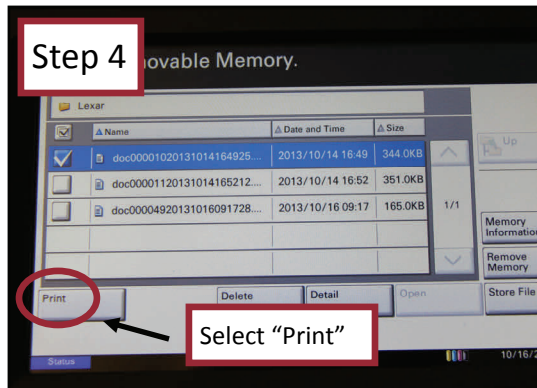 Step 4
ovable Memory.
Lexar
Name Date and Time Size
doc00001020131014164925.... 2013/10/14 16:49 344.0KB
doc00001120131014165212.... 2013/10/14 16:52 351.0KB
doc00004920131016091728.... 2013/10/16 09:17 165.0KB
1/1
Up
Memory
Informatio
Remove
Memory
Print Delete Detail Open Store File
Select “Print”
Status 10/16/2